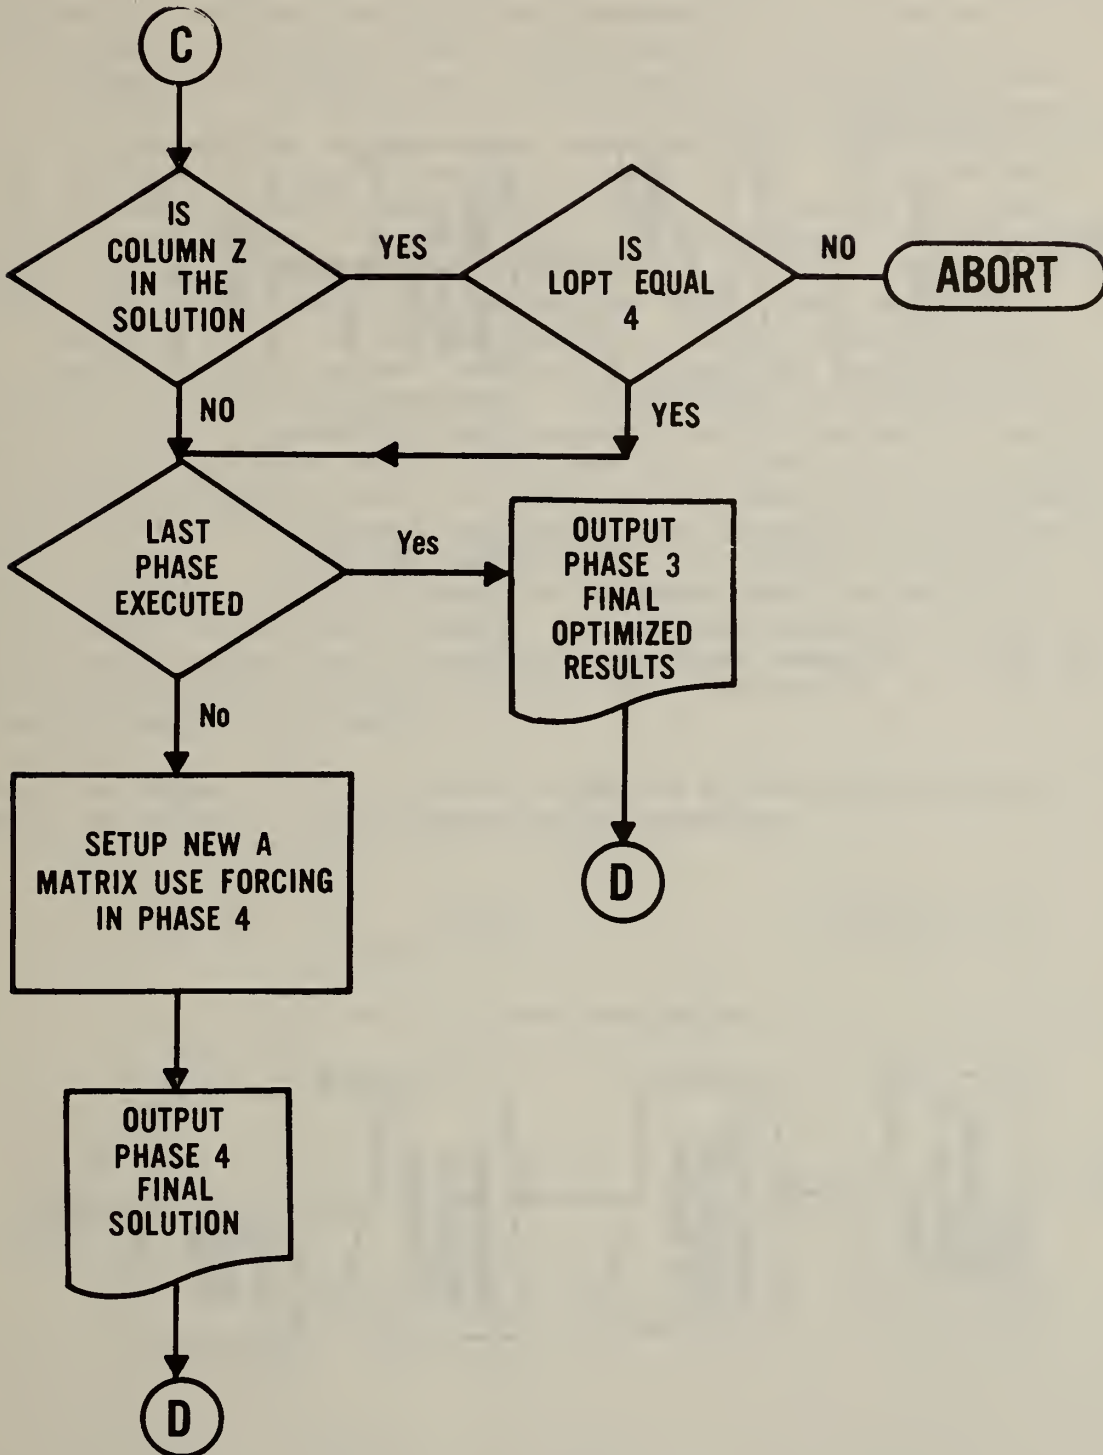 C
IS
COLUMN Z
IN THE
SOLUTION
YES
IS
LOPT EQUAL
4
NO
ABORT
NO
YES
LAST
PHASE
EXECUTED
Yes
OUTPUT
PHASE 3
FINAL
OPTIMIZED
RESULTS
No
D
SETUP NEW A
MATRIX USE FORCING
IN PHASE 4
OUTPUT
PHASE 4
FINAL
SOLUTION
D